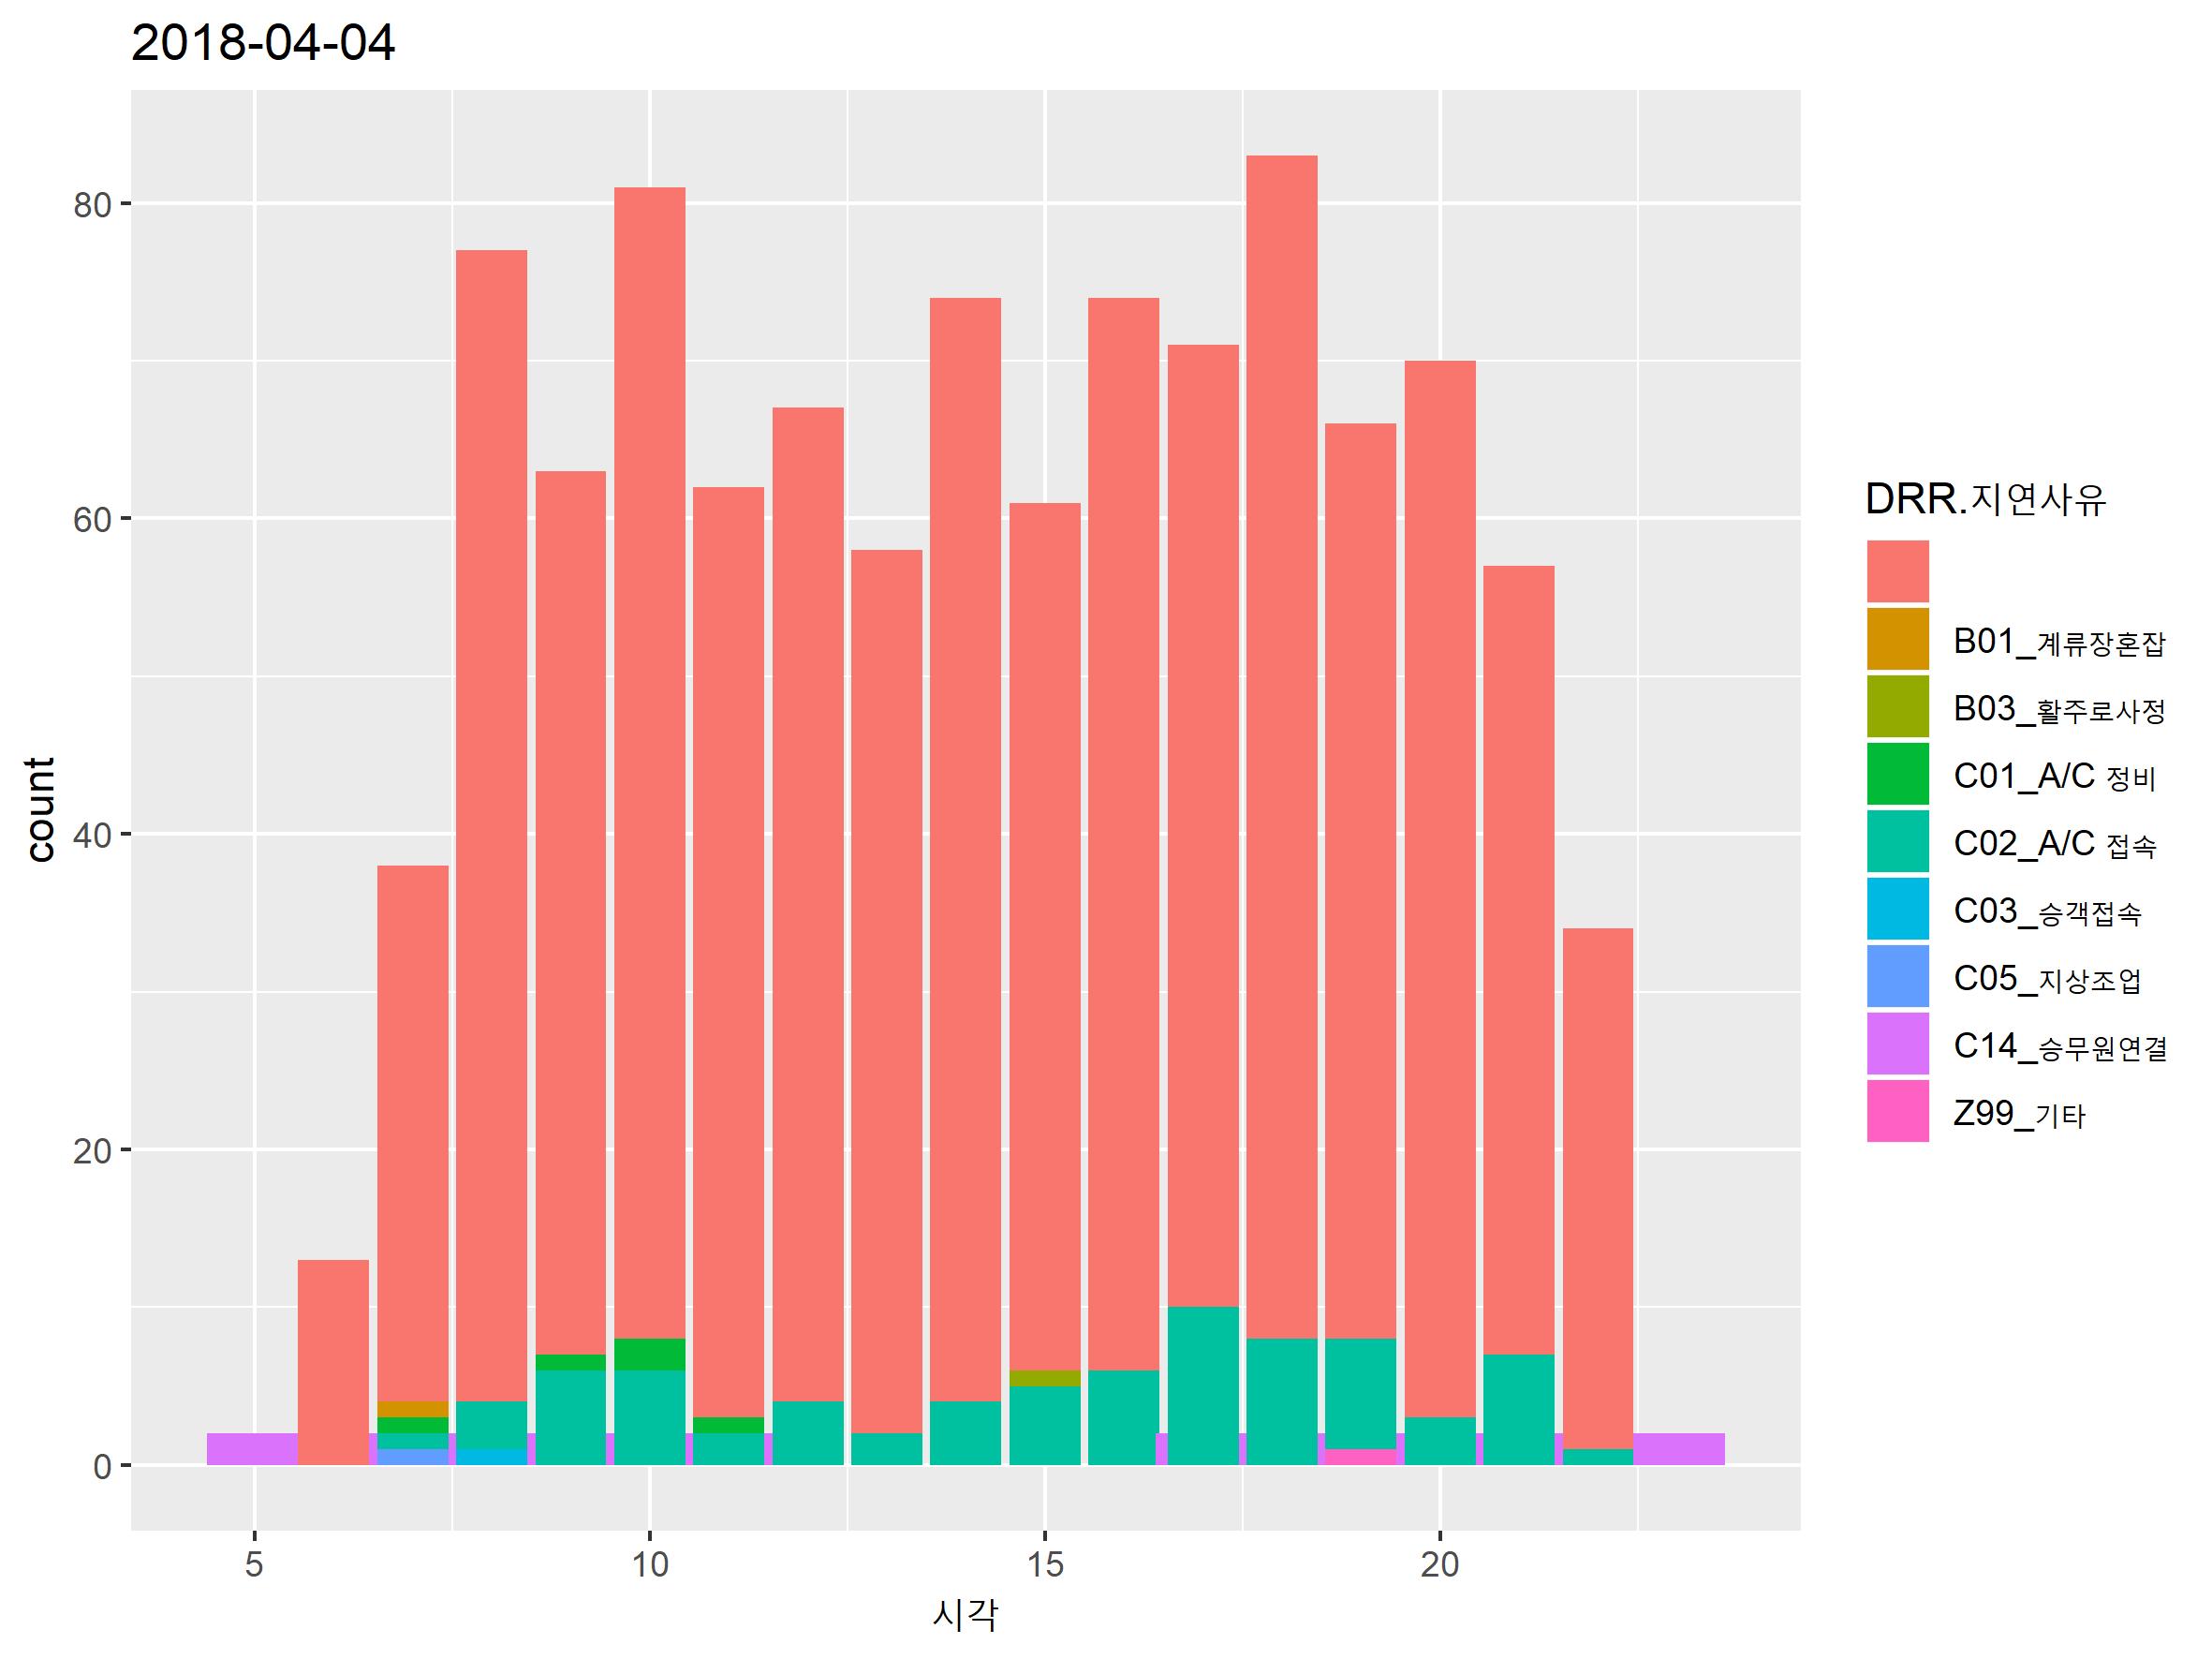 2018-04-04
80
60
40
20
0
count
5
10
15
20
시각
DRR.지연사유
B01_계류장혼잡
B03_활주로사정
C01_A/C 정비
C02_A/C 접속
C03_승객접속
C05_지상조업
C14_승무원연결
Z99_기타